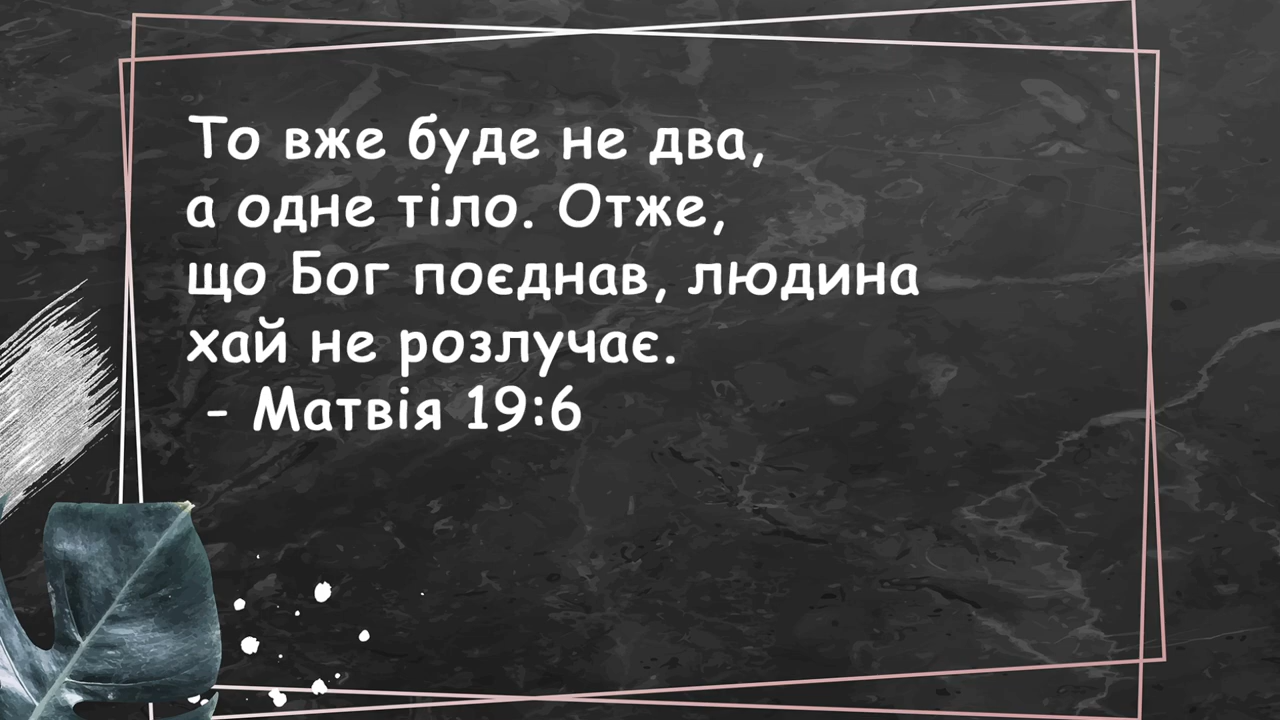 То вже буде не два,
а одне тіло. Отже,
що Бог поєднав, людина
хай не розлучає.
- Матвія 19:6